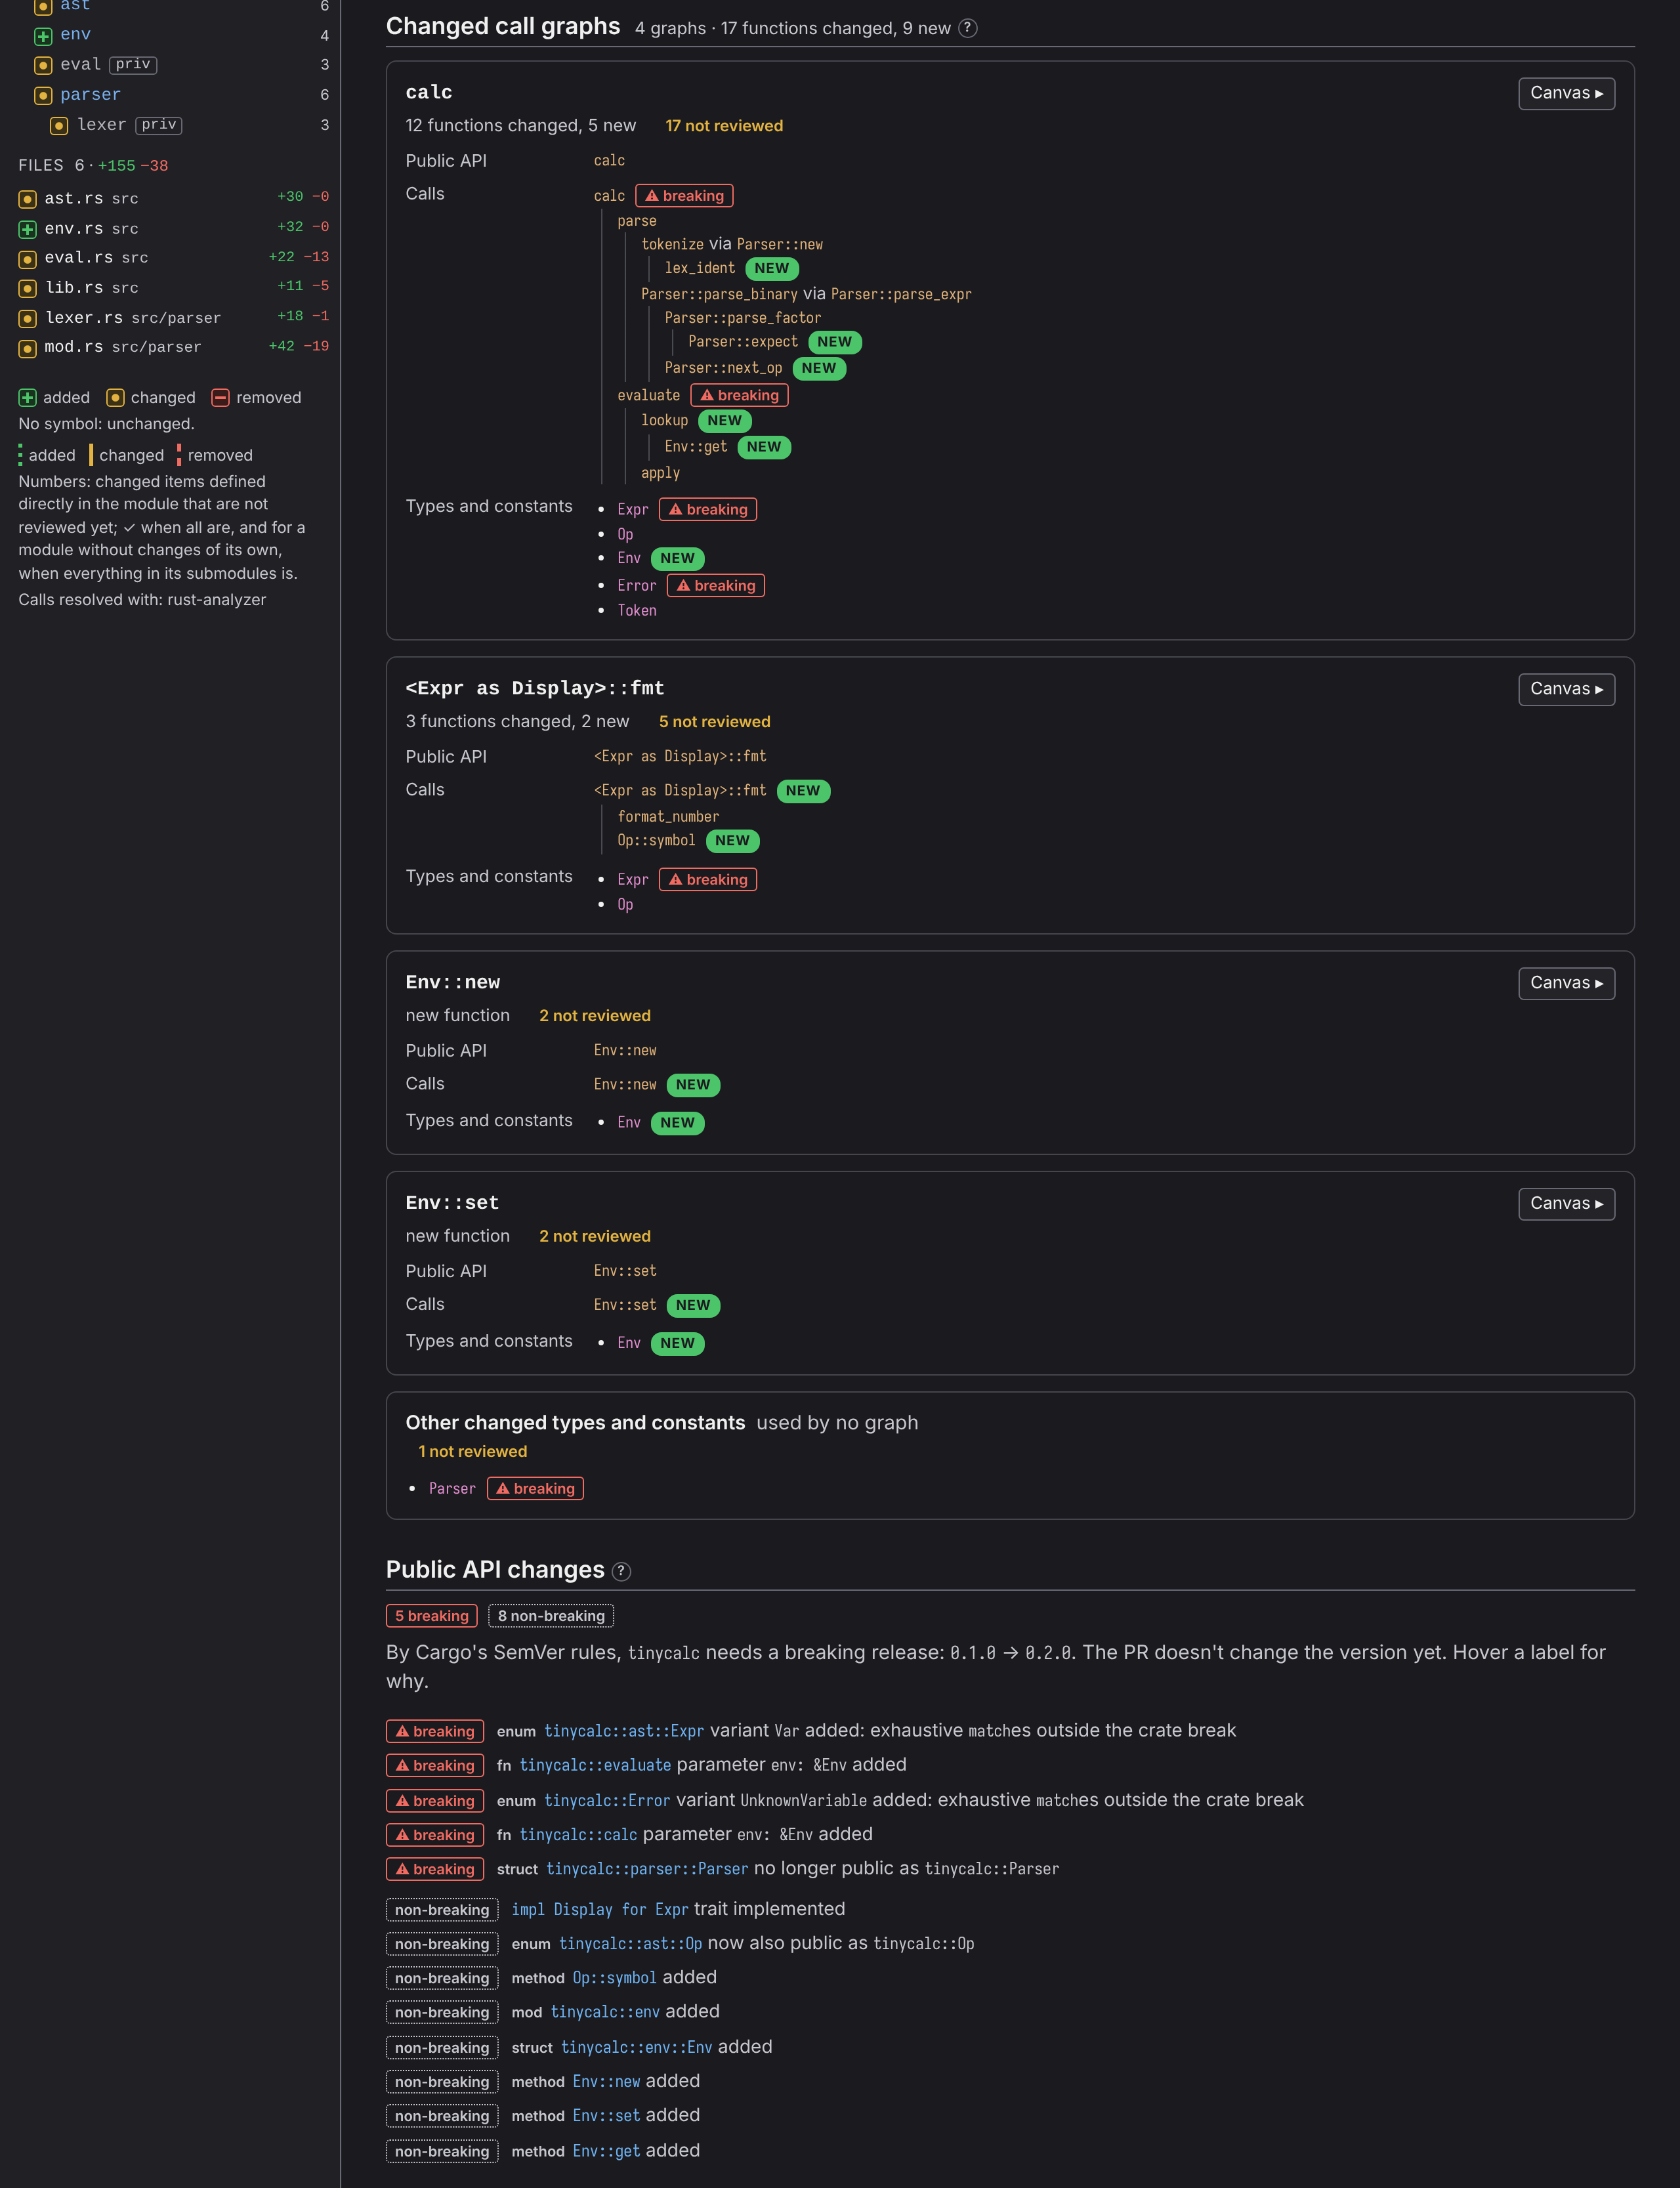 ast 6
env 4
eval priv 3
parser 6
lexer priv 3
FILES 6 · +155 −38
ast.rs src +30 −0
env.rs src +32 −0
eval.rs src +22 −13
lib.rs src +11 −5
lexer.rs src/parser +18 −1
mod.rs src/parser +42 −19
added changed removed
No symbol: unchanged.
added changed removed
Numbers: changed items defined
directly in the module that are not
reviewed yet; ✓ when all are, and for a
module without changes of its own,
when everything in its submodules is.
Calls resolved with: rust-analyzer
Changed call graphs 4 graphs · 17 functions changed, 9 new ?
calc Canvas ▸
12 functions changed, 5 new 17 not reviewed
Public API calc
Calls calc ⚠ breaking
parse
tokenize via Parser::new
lex_ident NEW
Parser::parse_binary via Parser::parse_expr
Parser::parse_factor
Parser::expect NEW
Parser::next_op NEW
evaluate ⚠ breaking
lookup NEW
Env::get NEW
apply
Types and constants • Expr ⚠ breaking
• Op
• Env NEW
• Error ⚠ breaking
• Token
<Expr as Display>::fmt Canvas ▸
3 functions changed, 2 new 5 not reviewed
Public API <Expr as Display>::fmt
Calls <Expr as Display>::fmt NEW
format_number
Op::symbol NEW
Types and constants • Expr ⚠ breaking
• Op
Env::new Canvas ▸
new function 2 not reviewed
Public API Env::new
Calls Env::new NEW
Types and constants • Env NEW
Env::set Canvas ▸
new function 2 not reviewed
Public API Env::set
Calls Env::set NEW
Types and constants • Env NEW
Other changed types and constants used by no graph
1 not reviewed
• Parser ⚠ breaking
Public API changes ?
5 breaking 8 non-breaking
By Cargo's SemVer rules, tinycalc needs a breaking release: 0.1.0 → 0.2.0. The PR doesn't change the version yet. Hover a label for
why.
⚠ breaking enum tinycalc::ast::Expr variant Var added: exhaustive matches outside the crate break
⚠ breaking fn tinycalc::evaluate parameter env: &Env added
⚠ breaking enum tinycalc::Error variant UnknownVariable added: exhaustive matches outside the crate break
⚠ breaking fn tinycalc::calc parameter env: &Env added
⚠ breaking struct tinycalc::parser::Parser no longer public as tinycalc::Parser
non-breaking impl Display for Expr trait implemented
non-breaking enum tinycalc::ast::Op now also public as tinycalc::Op
non-breaking method Op::symbol added
non-breaking mod tinycalc::env added
non-breaking struct tinycalc::env::Env added
non-breaking method Env::new added
non-breaking method Env::set added
non-breaking method Env::get added